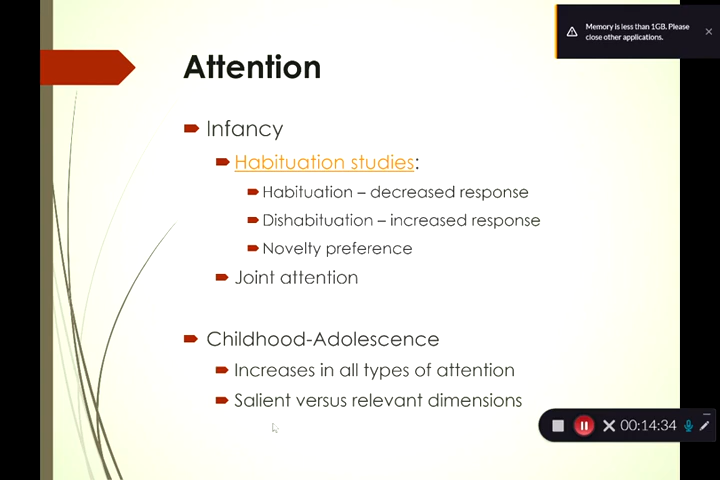 Memory is less than 1GB. Please
close other applications.
Attention
Infancy
Habituation studies:
Habituation – decreased response
Dishabituation – increased response
Novelty preference
Joint attention
Childhood-Adolescence
Increases in all types of attention
Salient versus relevant dimensions
00:14:34